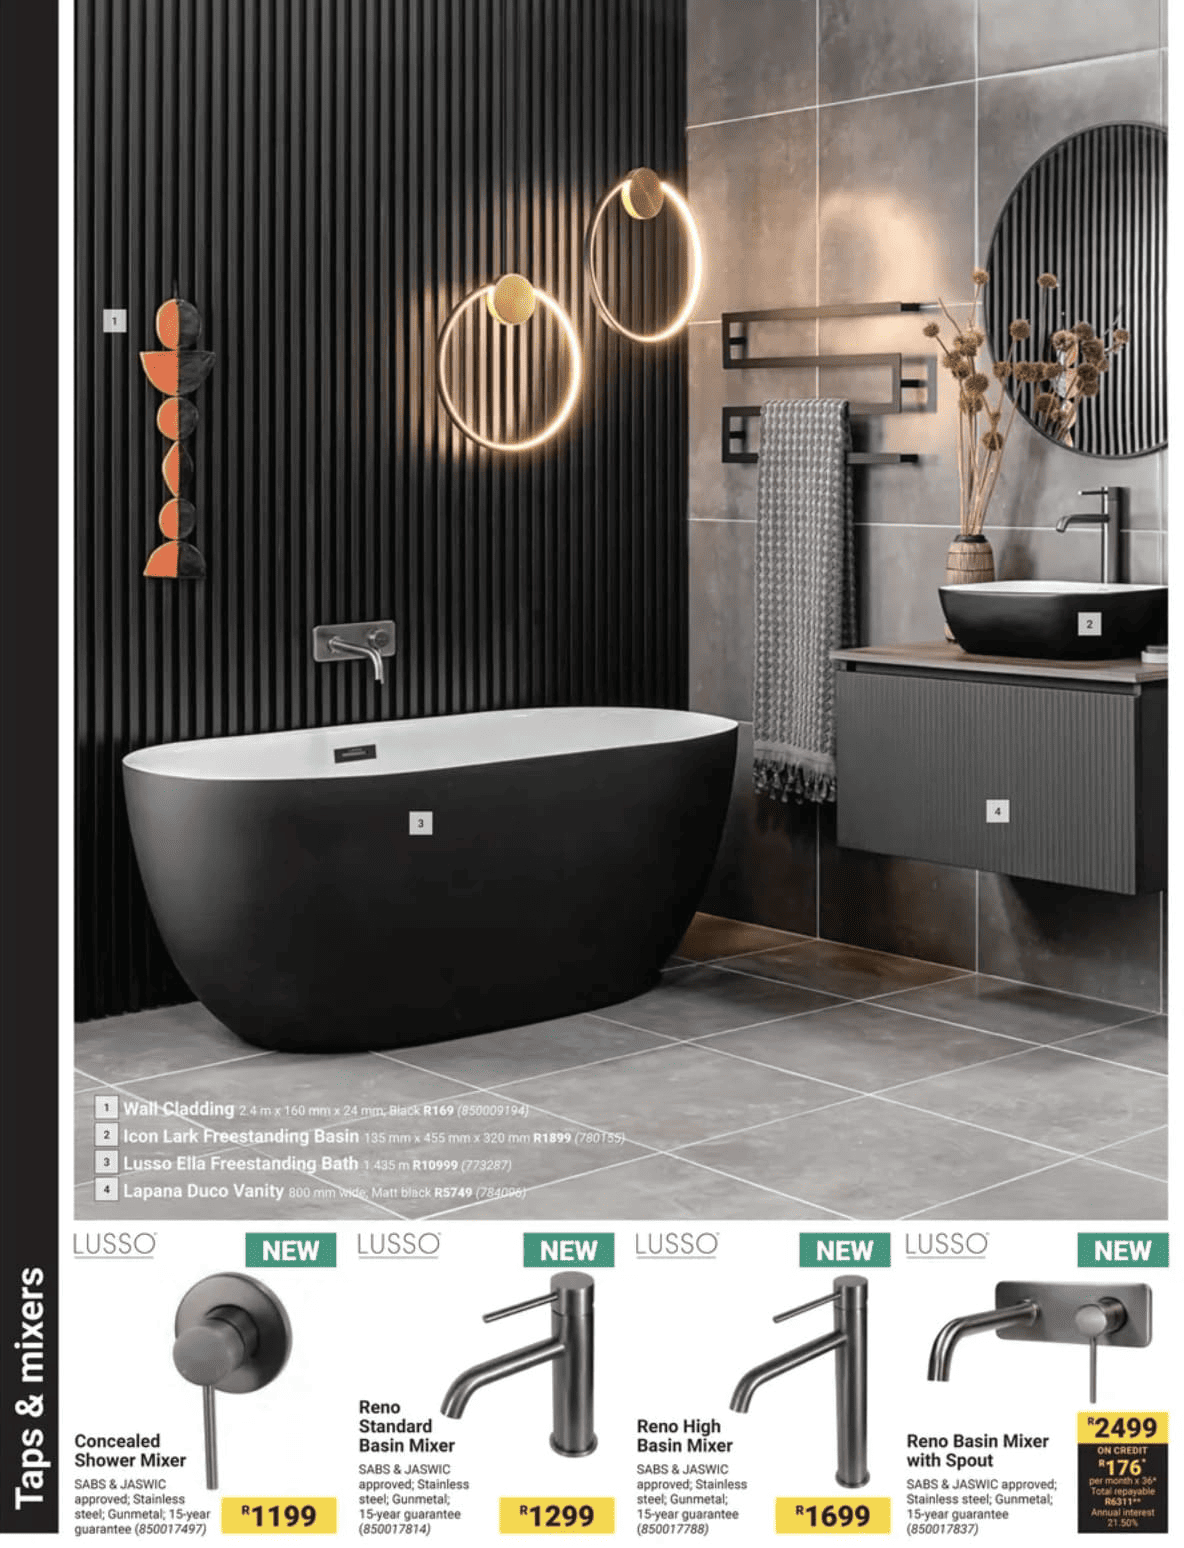 Taps & mixers
1
2
3
4
1 Wall Cladding 2.4 m x 160 mm x 24 mm; Black R169 (850009194)
2 Icon Lark Freestanding Basin 135 mm x 455 mm x 320 mm R1899 (780155)
3 Lusso Ella Freestanding Bath 1.435 m R10999 (773287)
4 Lapana Duco Vanity 800 mm wide; Matt black R5749 (784096)
LUSSO
NEW
Concealed
Shower Mixer
SABS & JASWIC
approved; Stainless
steel; Gunmetal; 15-year
guarantee (850017497)
R1199
LUSSO
NEW
Reno
Standard
Basin Mixer
SABS & JASWIC
approved; Stainless
steel; Gunmetal;
15-year guarantee
(850017814)
R1299
LUSSO
NEW
Reno High
Basin Mixer
SABS & JASWIC
approved; Stainless
steel; Gunmetal;
15-year guarantee
(850017788)
R1699
LUSSO
NEW
Reno Basin Mixer
with Spout
SABS & JASWIC approved;
Stainless steel; Gunmetal;
15-year guarantee
(850017837)
R2499
ON CREDIT
R176*
per month x 36*
Total repayable
R6311**
Annual interest
21.50%